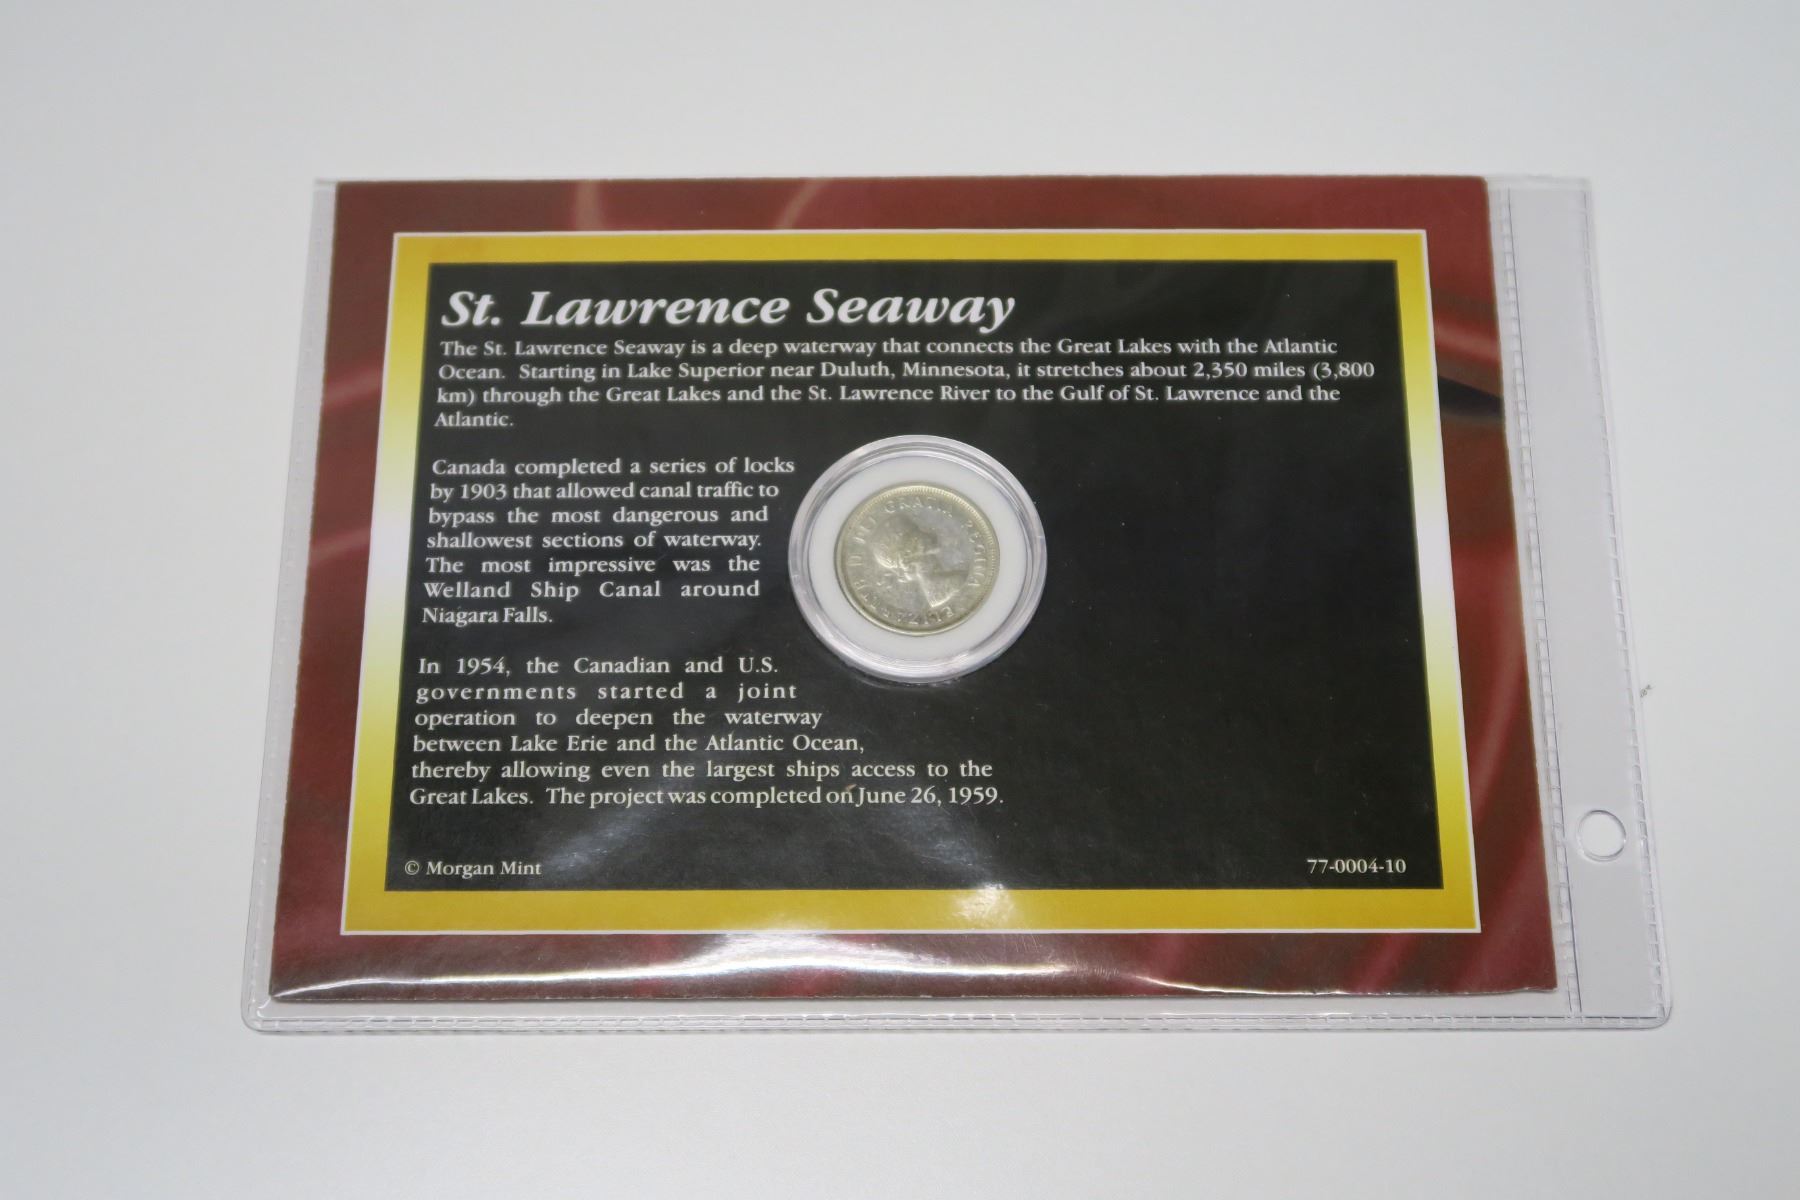 St. Lawrence Seaway
The St. Lawrence Seaway is a deep waterway that connects the Great Lakes with the Atlantic
Ocean. Starting in Lake Superior near Duluth, Minnesota, it stretches about 2,350 miles (3,800
km) through the Great Lakes and the St. Lawrence River to the Gulf of St. Lawrence and the
Atlantic.
Canada completed a series of locks
by 1903 that allowed canal traffic to
bypass the most dangerous and
shallowest sections of waterway.
The most impressive was the
Welland Ship Canal around
Niagara Falls.
In 1954, the Canadian and U.S.
governments started a joint
operation to deepen the waterway
between Lake Erie and the Atlantic Ocean,
thereby allowing even the largest ships access to the
Great Lakes. The project was completed on June 26, 1959.
© Morgan Mint
77-0004-10
DEI GRATIA REGINA